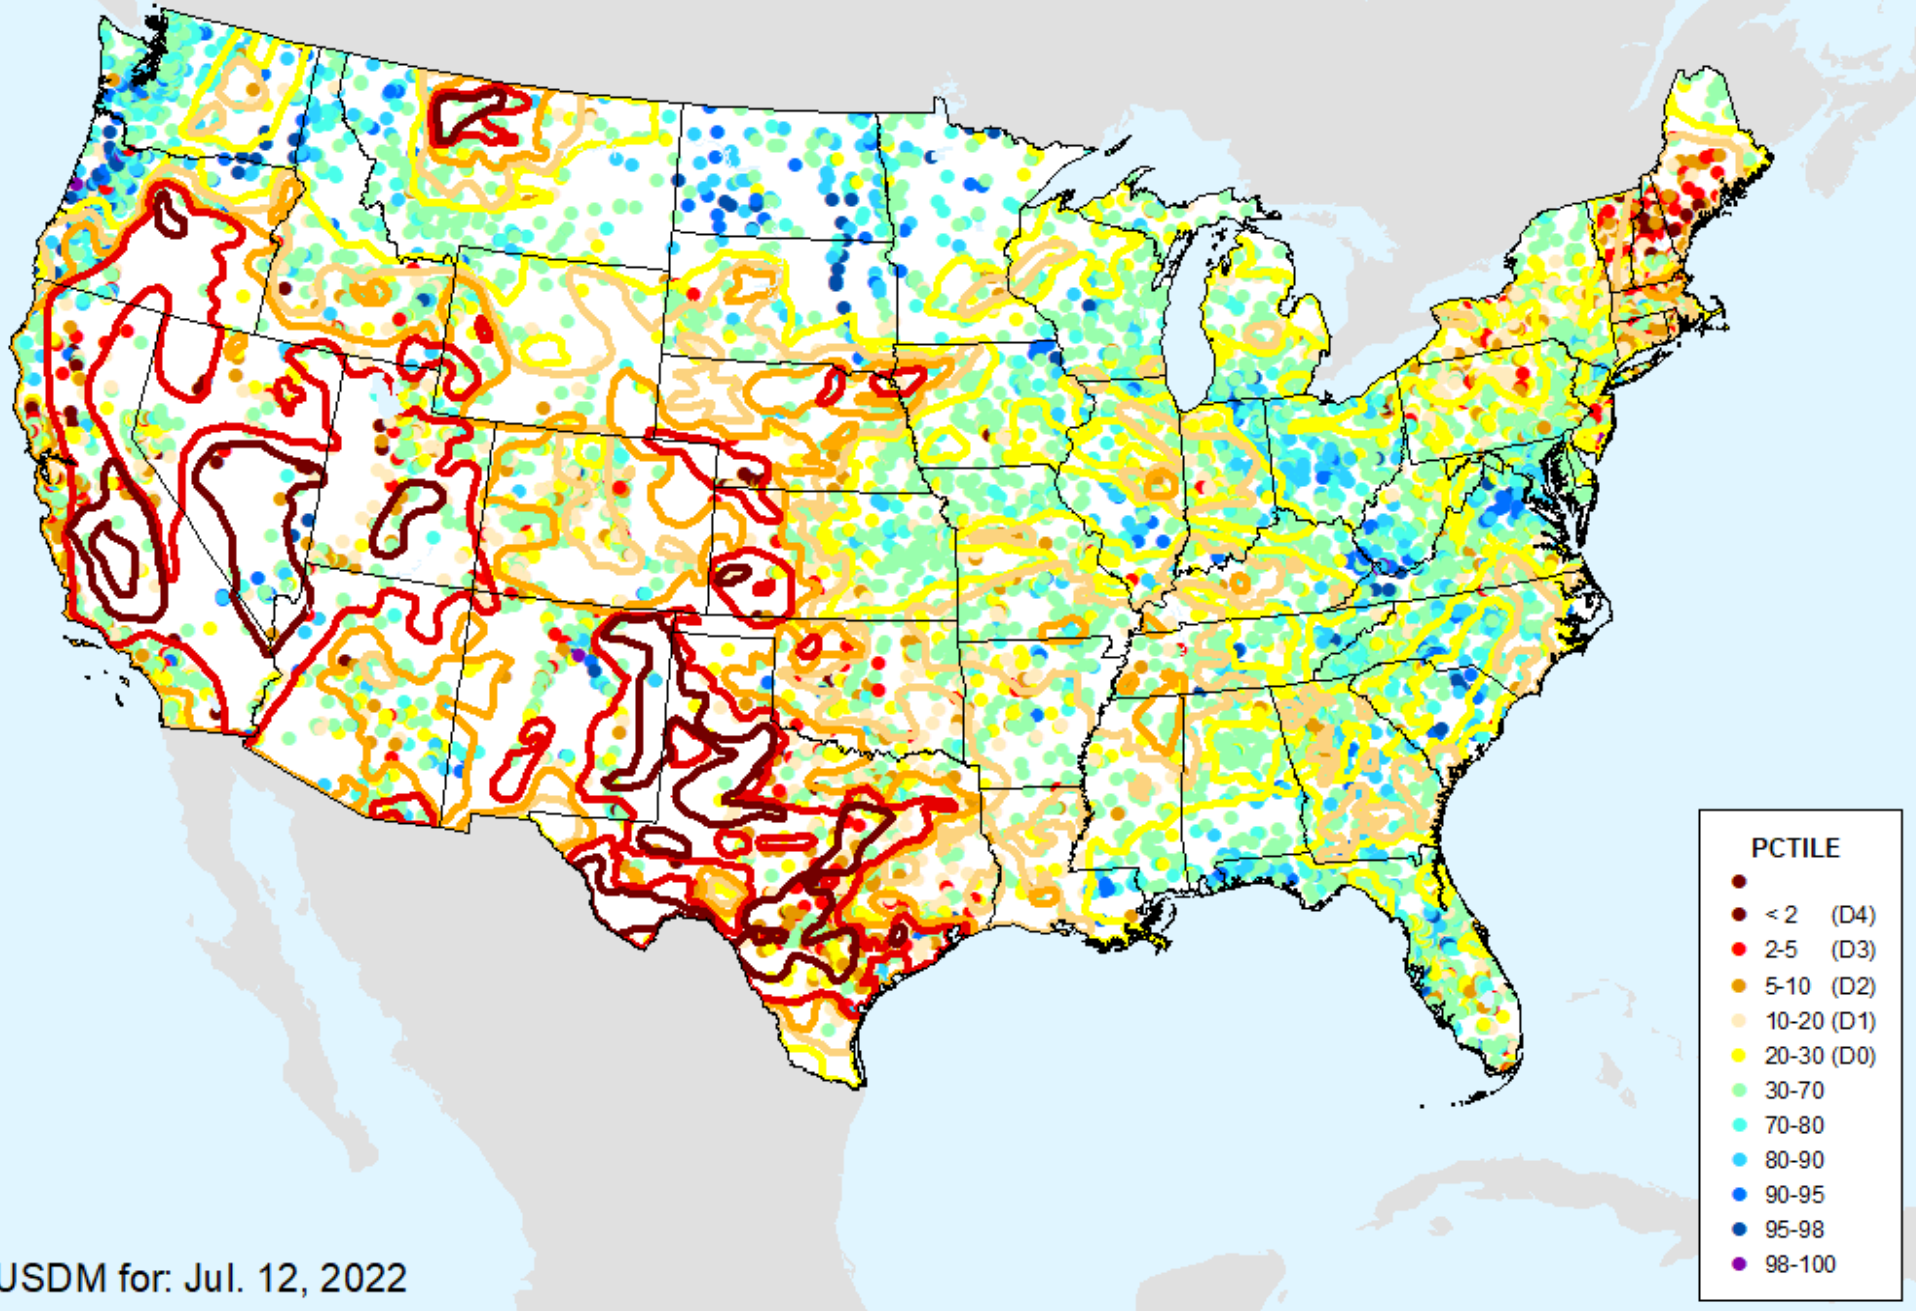 PCTILE
< 2 (D4)
2-5 (D3)
5-10 (D2)
10-20 (D1)
20-30 (D0)
30-70
70-80
80-90
90-95
95-98
98-100
USDM for: Jul. 12, 2022